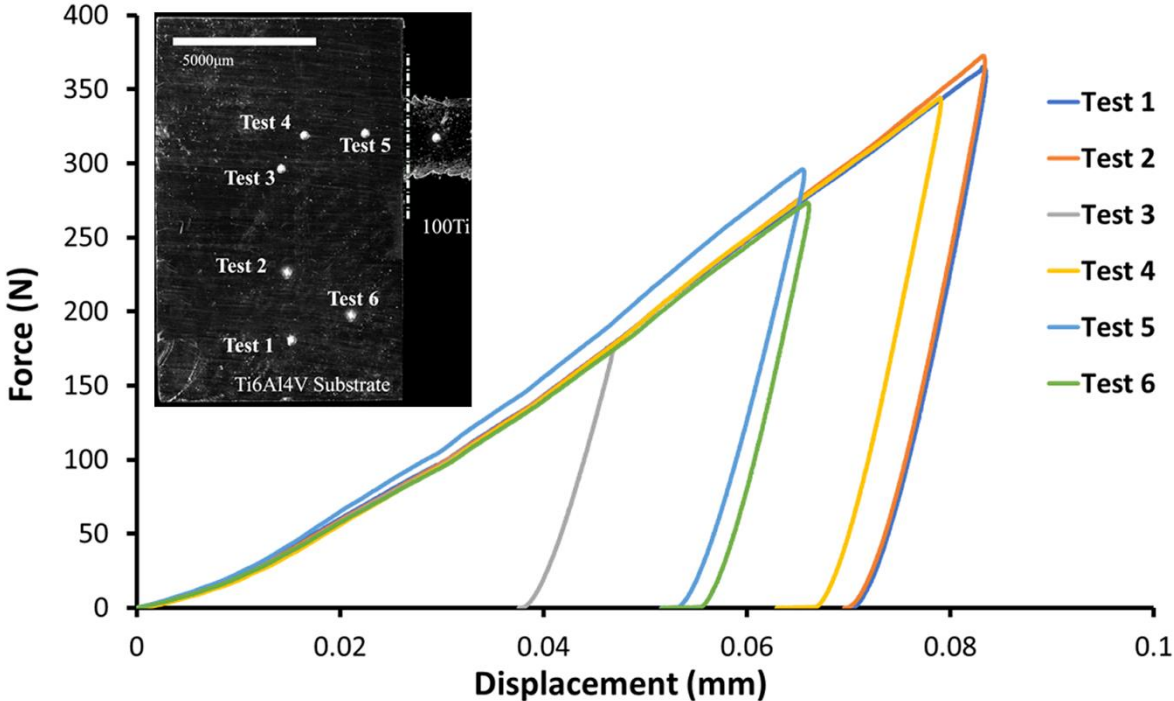 400
350
300
250
200
150
100
50
0
Force (N)
0
0.02
0.04
0.06
0.08
0.1
Displacement (mm)
5000µm
Test 4
Test 5
Test 3
100Ti
Test 2
Test 6
Test 1
Ti6Al4V Substrate
Test 1
Test 2
Test 3
Test 4
Test 5
Test 6